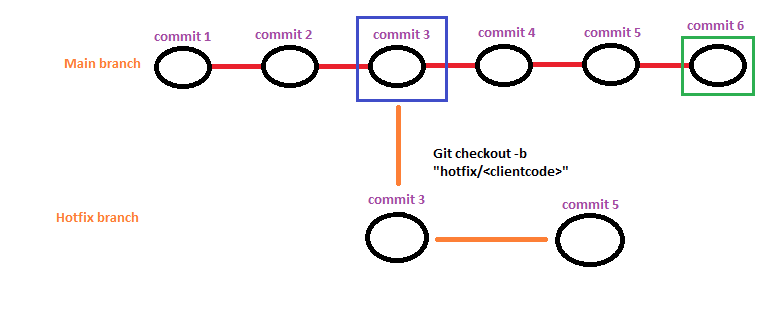 commit 1
commit 2
commit 3
commit 4
commit 5
commit 6
Main branch
Git checkout -b
"hotfix/<clientcode>"
commit 3
commit 5
Hotfix branch